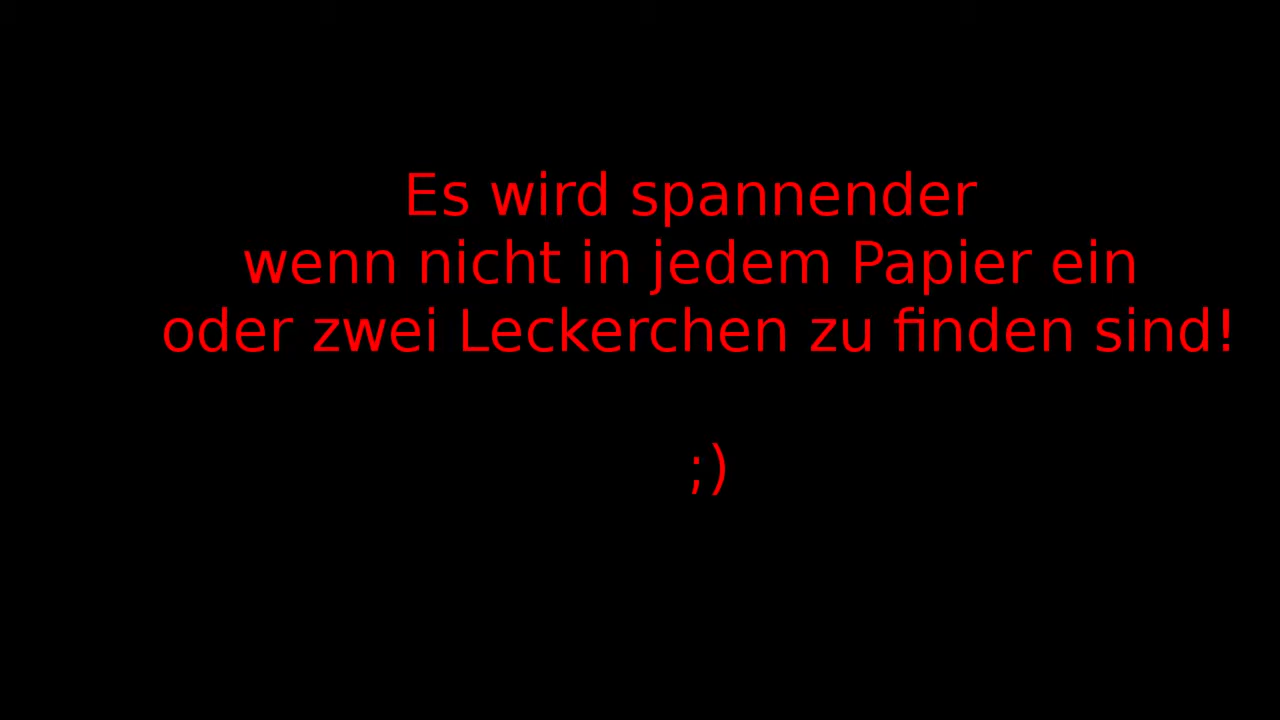 Es wird spannender
wenn nicht in jedem Papier ein
oder zwei Leckerchen zu finden sind!
;)